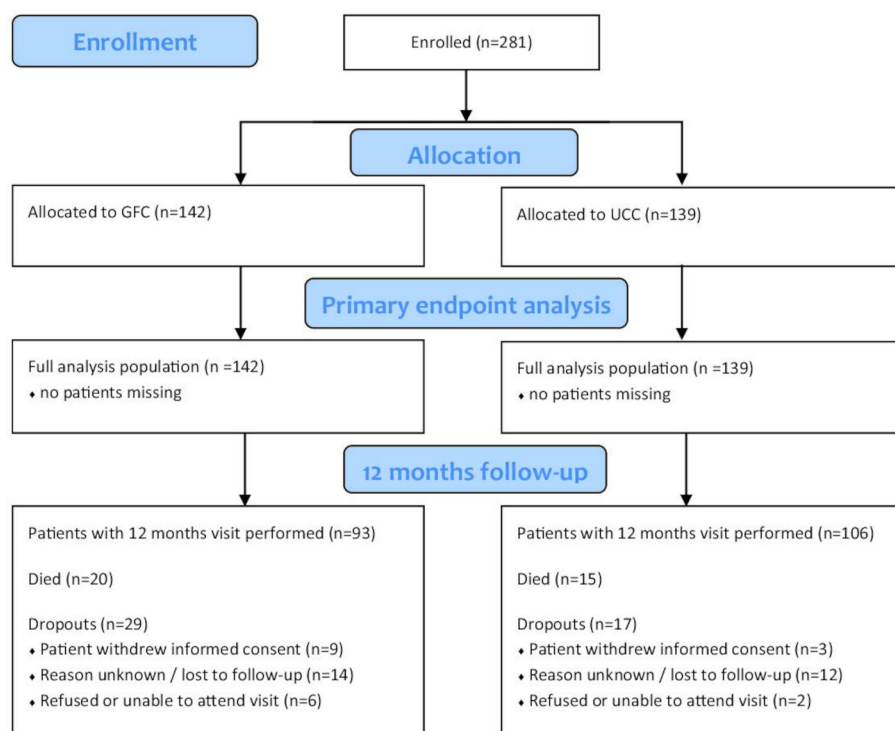 Enrollment
Enrolled (n=281)
Allocation
Allocated to GFC (n=142)
Allocated to UCC (n=139)
Primary endpoint analysis
Full analysis population (n =142)
⬧ no patients missing
Full analysis population (n =139)
⬧ no patients missing
12 months follow-up
Patients with 12 months visit performed (n=93)
Died (n=20)
Dropouts (n=29)
⬧ Patient withdrew informed consent (n=9)
⬧ Reason unknown / lost to follow-up (n=14)
⬧ Refused or unable to attend visit (n=6)
Patients with 12 months visit performed (n=106)
Died (n=15)
Dropouts (n=17)
⬧ Patient withdrew informed consent (n=3)
⬧ Reason unknown / lost to follow-up (n=12)
⬧ Refused or unable to attend visit (n=2)